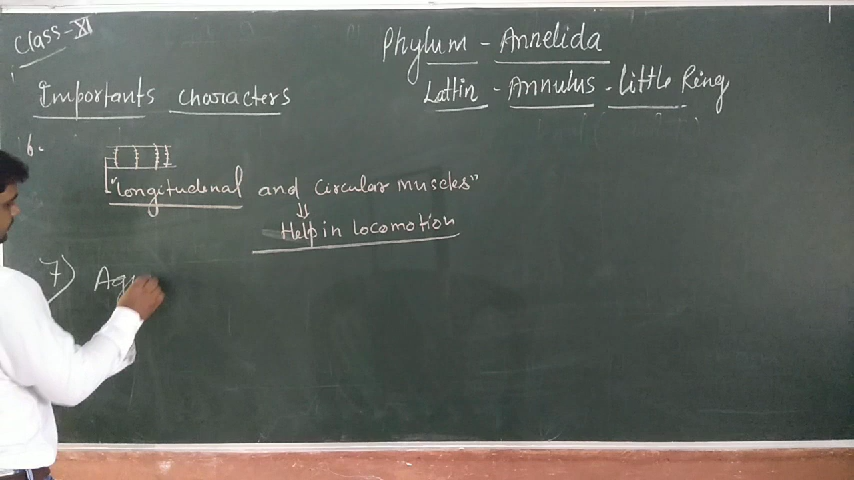 Class-XI
Phylum - Annelida
Lattin - Annulus - little Ring
Importants characters
6.
"Longitudenal and Circular Muscles"
⇓
Help in locomotion
7) Aq